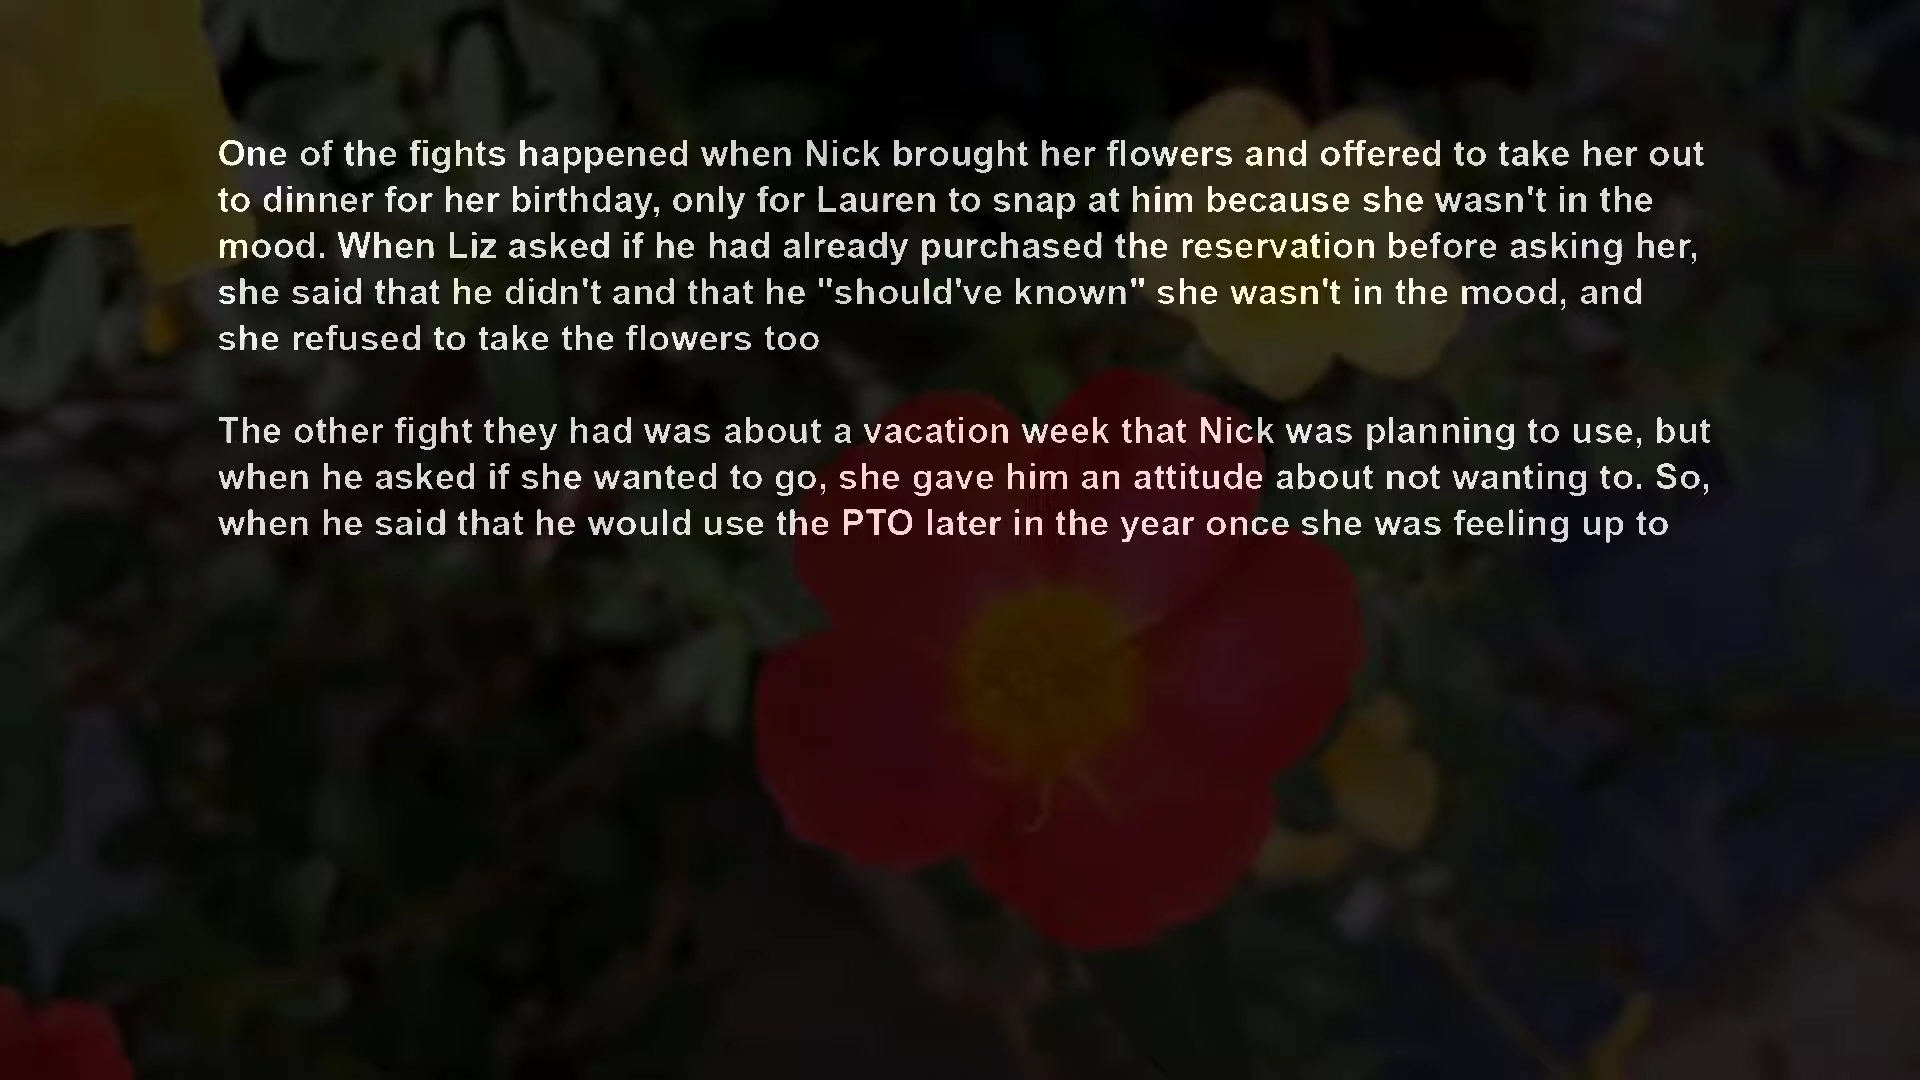 One of the fights happened when Nick brought her flowers and offered to take her out
to dinner for her birthday, only for Lauren to snap at him because she wasn't in the
mood. When Liz asked if he had already purchased the reservation before asking her,
she said that he didn't and that he "should've known" she wasn't in the mood, and
she refused to take the flowers too
The other fight they had was about a vacation week that Nick was planning to use, but
when he asked if she wanted to go, she gave him an attitude about not wanting to. So,
when he said that he would use the PTO later in the year once she was feeling up to